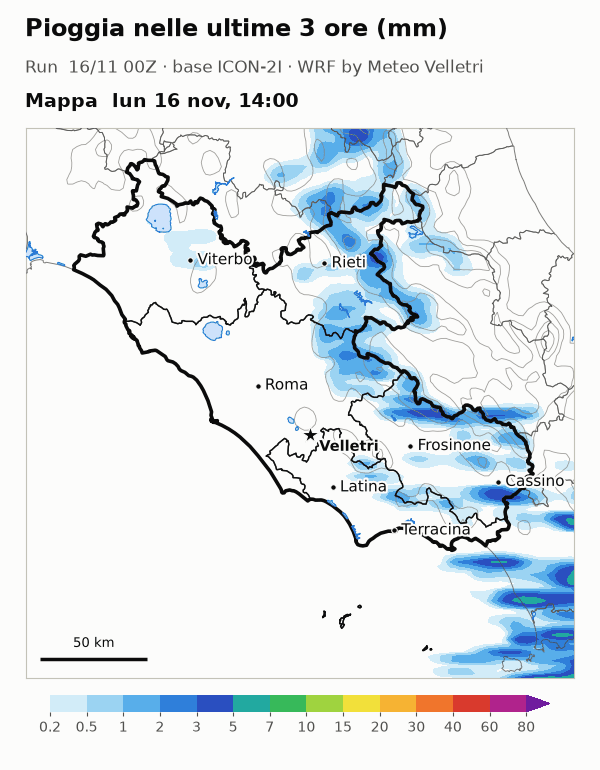 Pioggia nelle ultime 3 ore (mm)
Run 16/11 00Z · base ICON-2I · WRF by Meteo Velletri
Mappa lun 16 nov, 14:00
Viterbo
Rieti
Roma
Velletri
Frosinone
Latina
Cassino
Terracina
50 km
0.2 0.5 1 2 3 5 7 10 15 20 30 40 60 80